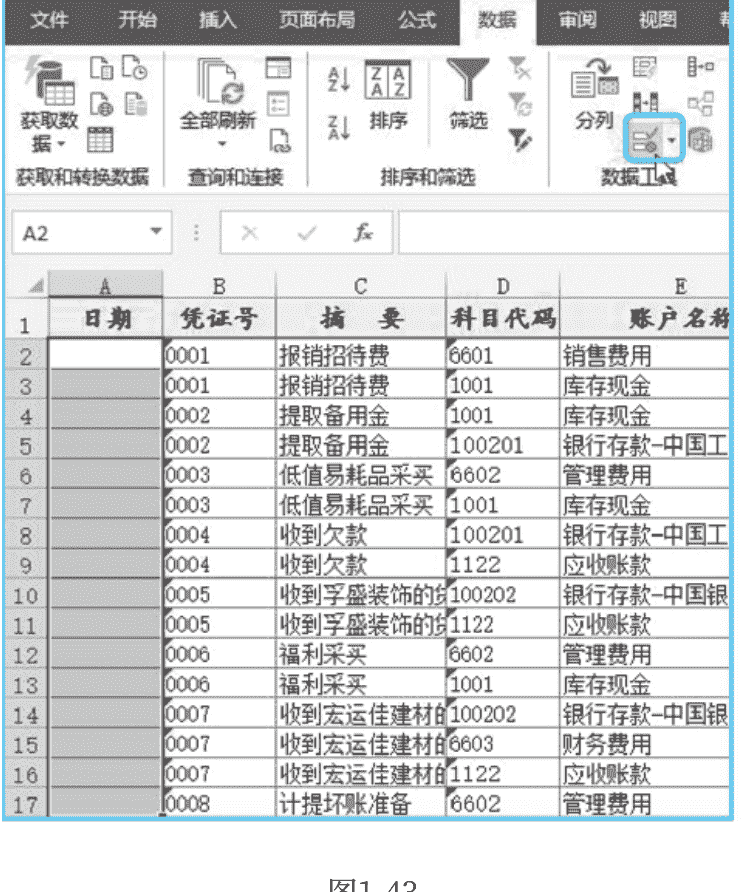 文件 开始 插入 页面布局 公式 数据 审阅 视图
获取数据 全部刷新 排序 筛选 分列
获取和转换数据 查询和连接 排序和筛选 数据工具
A2 fx
A B C D E
1 日期 凭证号 摘 要 科目代码 账户名称
2 0001 报销招待费 6601 销售费用
3 0001 报销招待费 1001 库存现金
4 0002 提取备用金 1001 库存现金
5 0002 提取备用金 100201 银行存款-中国工
6 0003 低值易耗品采买 6602 管理费用
7 0003 低值易耗品采买 1001 库存现金
8 0004 收到欠款 100201 银行存款-中国工
9 0004 收到欠款 1122 应收账款
10 0005 收到孚盛装饰的 100202 银行存款-中国银
11 0005 收到孚盛装饰的 1122 应收账款
12 0006 福利采买 6602 管理费用
13 0006 福利采买 1001 库存现金
14 0007 收到宏运佳建材的 100202 银行存款-中国银
15 0007 收到宏运佳建材的 6603 财务费用
16 0007 收到宏运佳建材的 1122 应收账款
17 0008 计提坏账准备 6602 管理费用
图1-43